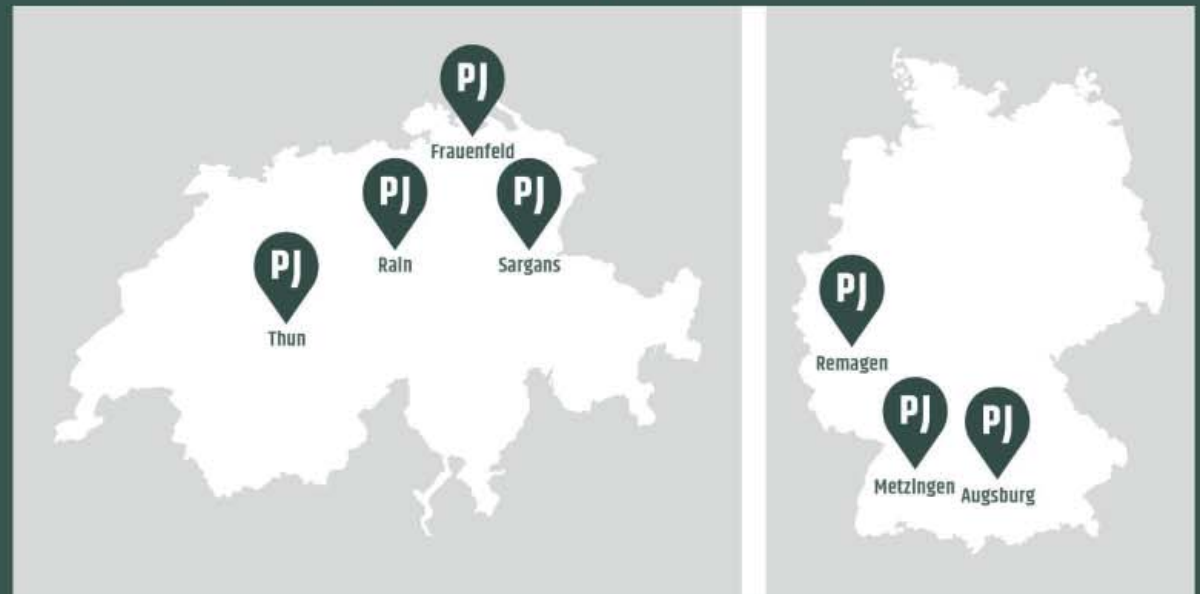 PJ
Frauenfeld
PJ
Rain
PJ
Sargans
PJ
Thun
PJ
Remagen
PJ
Metzingen
PJ
Augsburg